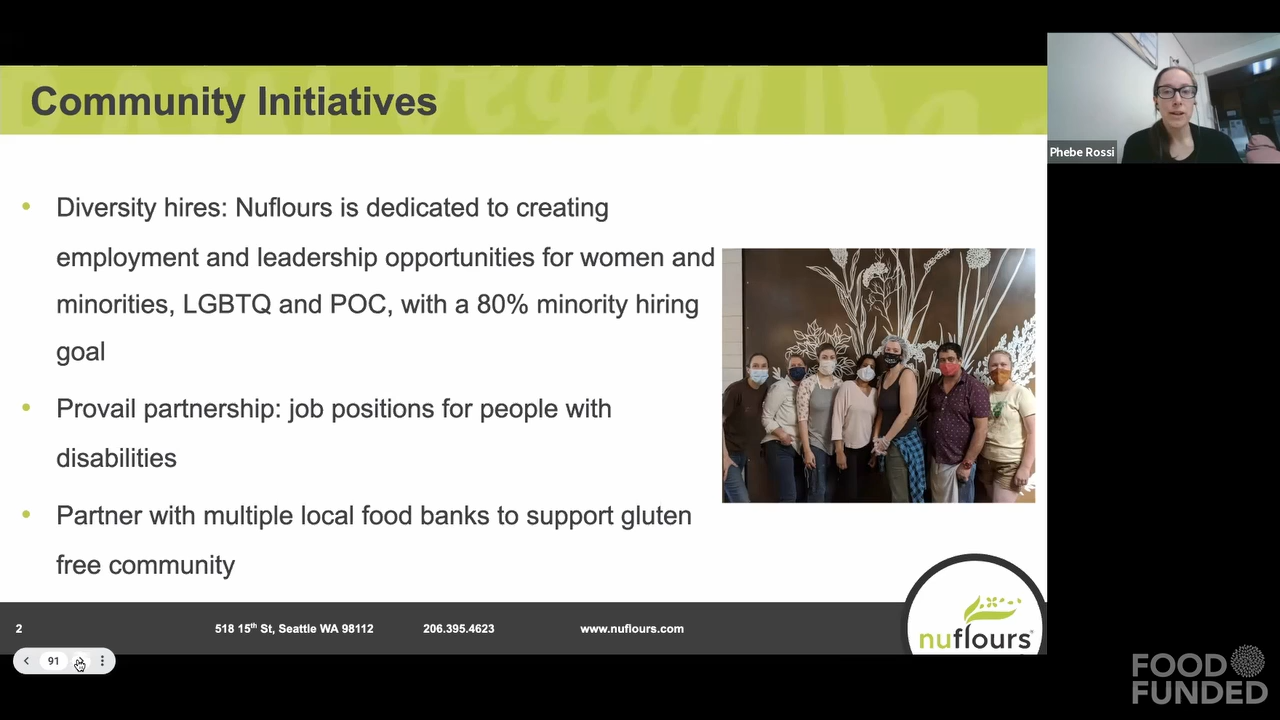 Community Initiatives
Phebe Rossi
• Diversity hires: Nuflours is dedicated to creating
employment and leadership opportunities for women and
minorities, LGBTQ and POC, with a 80% minority hiring
goal
• Provail partnership: job positions for people with
disabilities
• Partner with multiple local food banks to support gluten
free community
2 518 15th St, Seattle WA 98112 206.395.4623 www.nuflours.com
nuflours
91
FOOD
FUNDED